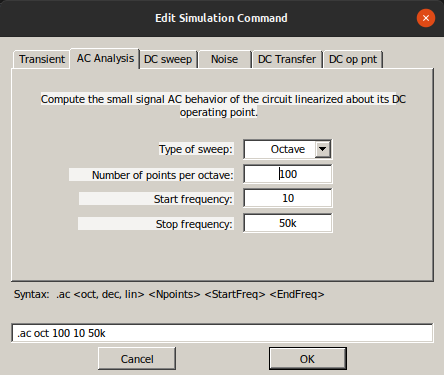 Edit Simulation Command
Transient AC Analysis DC sweep Noise DC Transfer DC op pnt
Compute the small signal AC behavior of the circuit linearized about its DC
operating point.
Type of sweep: Octave
Number of points per octave: 100
Start frequency: 10
Stop frequency: 50k
Syntax: .ac <oct, dec, lin> <Npoints> <StartFreq> <EndFreq>
.ac oct 100 10 50k
Cancel OK